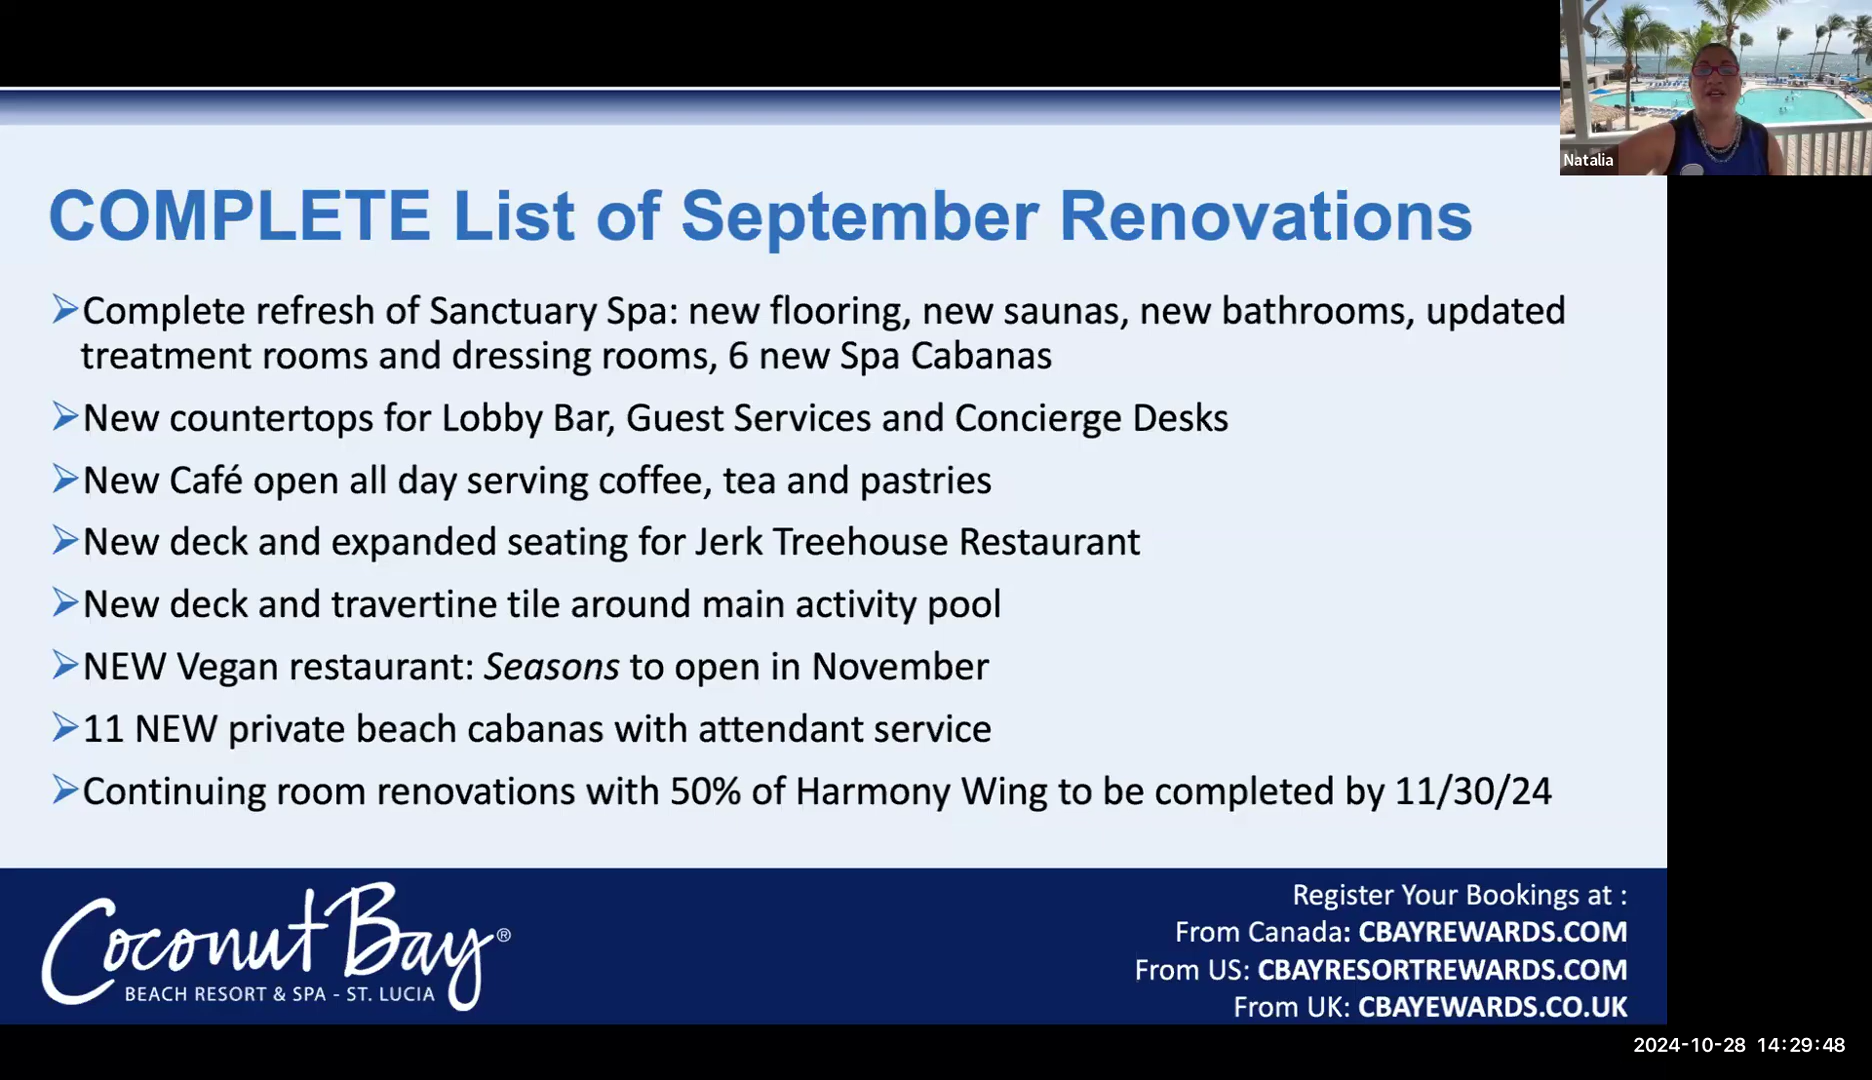 Natalia
COMPLETE List of September Renovations
Complete refresh of Sanctuary Spa: new flooring, new saunas, new bathrooms, updated
treatment rooms and dressing rooms, 6 new Spa Cabanas
New countertops for Lobby Bar, Guest Services and Concierge Desks
New Café open all day serving coffee, tea and pastries
New deck and expanded seating for Jerk Treehouse Restaurant
New deck and travertine tile around main activity pool
NEW Vegan restaurant: Seasons to open in November
11 NEW private beach cabanas with attendant service
Continuing room renovations with 50% of Harmony Wing to be completed by 11/30/24
Coconut Bay®
BEACH RESORT & SPA - ST. LUCIA
Register Your Bookings at :
From Canada: CBAYREWARDS.COM
From US: CBAYRESORTREWARDS.COM
From UK: CBAYEWARDS.CO.UK
2024-10-28 14:29:48